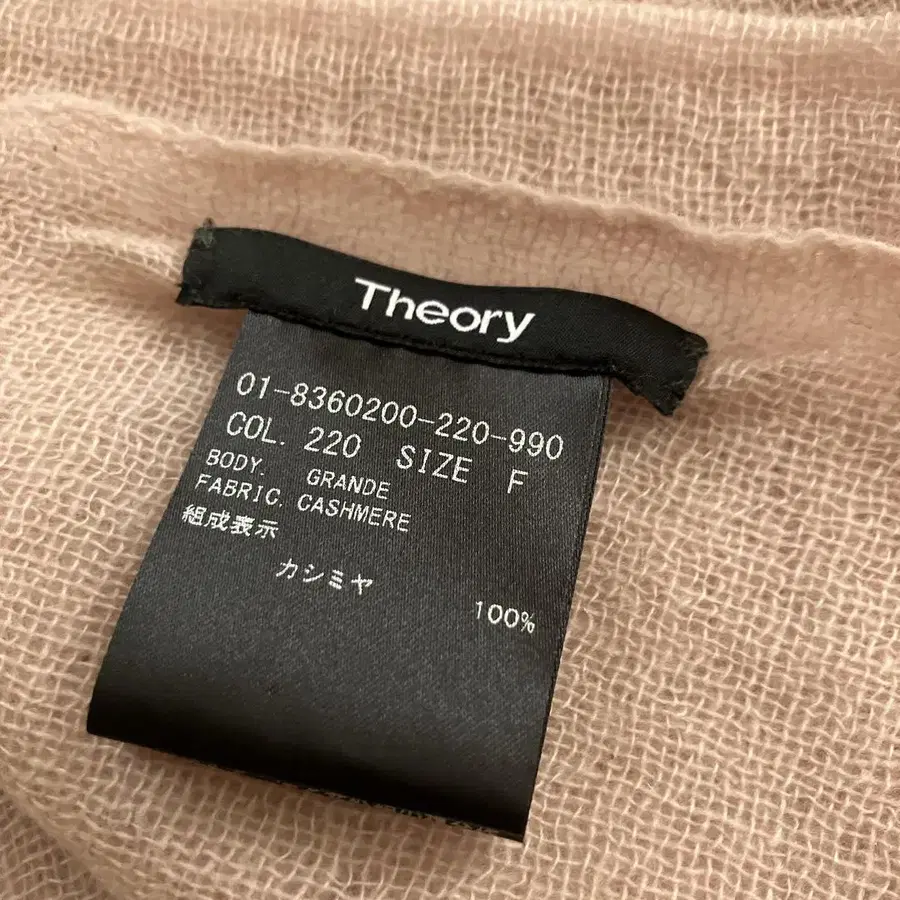 Theory
01-8360200-220-990
COL. 220 SIZE F
BODY. GRANDE
FABRIC. CASHMERE
組成表示
カシミヤ
100%